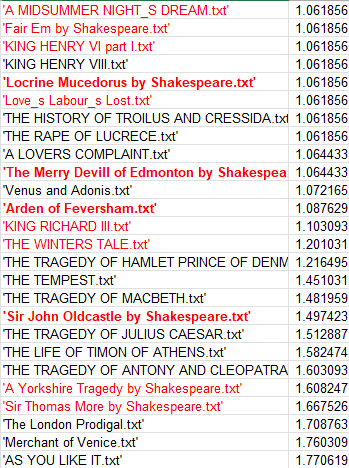 'A MIDSUMMER NIGHT_S DREAM.txt' 1.061856
'Fair Em by Shakespeare.txt' 1.061856
'KING HENRY VI part I.txt' 1.061856
'KING HENRY VIII.txt' 1.061856
'Locrine Mucedorus by Shakespeare.txt' 1.061856
'Love_s Labour_s Lost.txt' 1.061856
'THE HISTORY OF TROILUS AND CRESSIDA.txt 1.061856
'THE RAPE OF LUCRECE.txt' 1.061856
'A LOVERS COMPLAINT.txt' 1.064433
'The Merry Devill of Edmonton by Shakespea 1.064433
'Venus and Adonis.txt' 1.072165
'Arden of Feversham.txt' 1.087629
'KING RICHARD III.txt' 1.103093
'THE WINTERS TALE.txt' 1.201031
'THE TRAGEDY OF HAMLET PRINCE OF DENM 1.216495
'THE TEMPEST.txt' 1.451031
'THE TRAGEDY OF MACBETH.txt' 1.481959
'Sir John Oldcastle by Shakespeare.txt' 1.497423
'THE TRAGEDY OF JULIUS CAESAR.txt' 1.512887
'THE LIFE OF TIMON OF ATHENS.txt' 1.582474
'THE TRAGEDY OF ANTONY AND CLEOPATRA 1.603093
'A Yorkshire Tragedy by Shakespeare.txt' 1.608247
'Sir Thomas More by Shakespeare.txt' 1.667526
'The London Prodigal.txt' 1.708763
'Merchant of Venice.txt' 1.760309
'AS YOU LIKE IT.txt' 1.770619